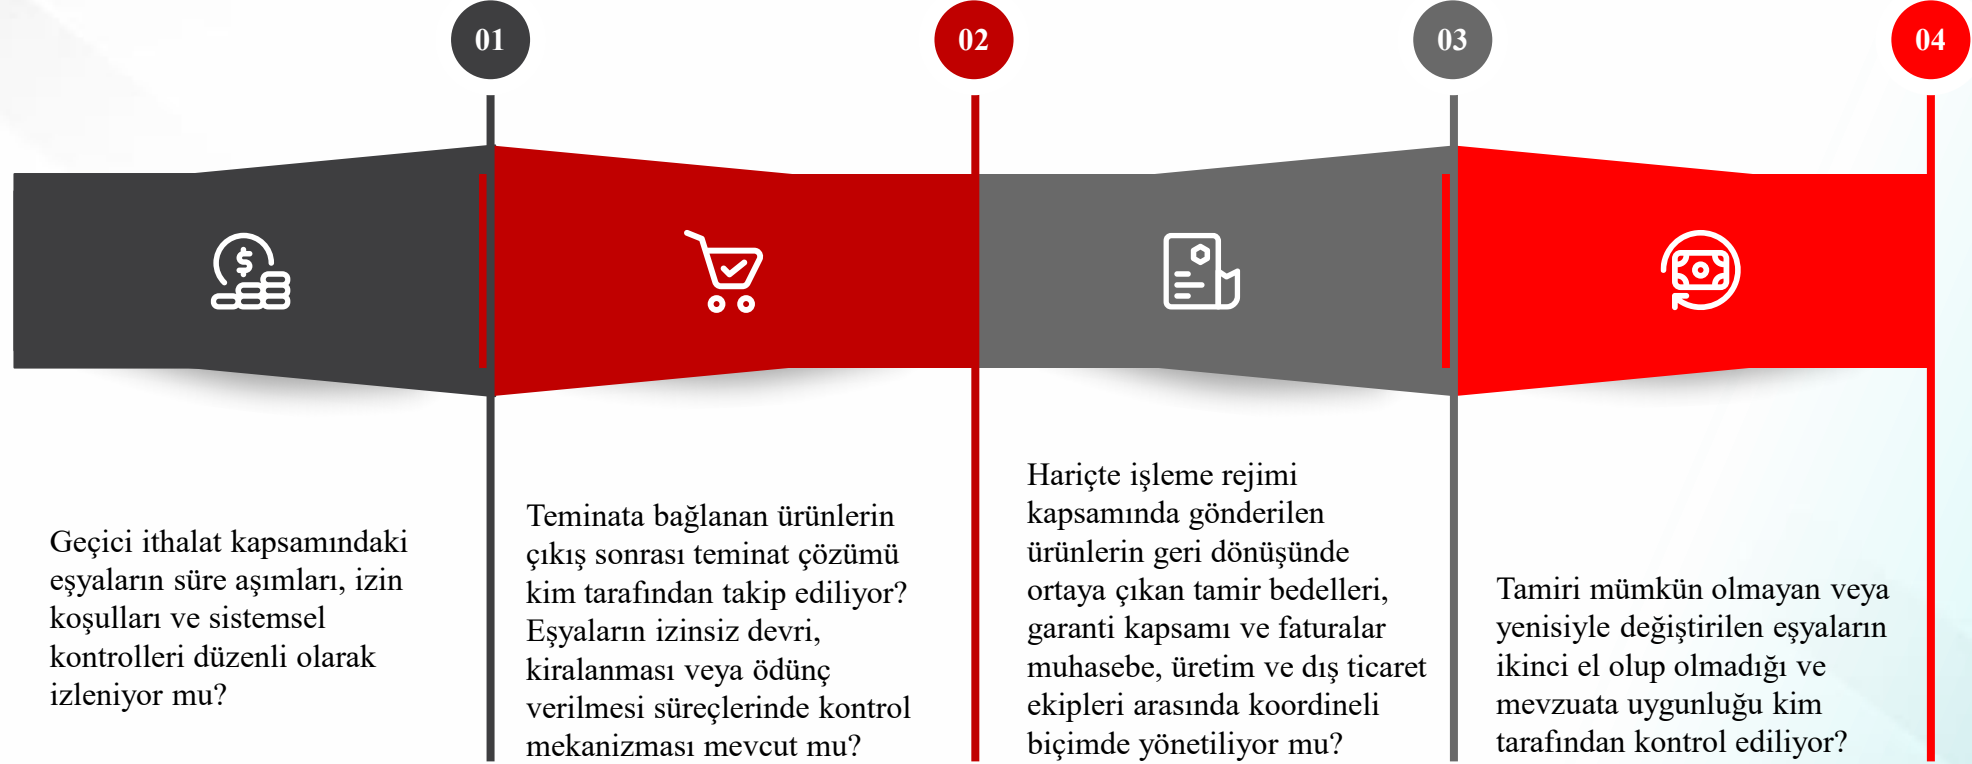 01
02
03
04
$
Geçici ithalat kapsamındaki
eşyaların süre aşımları, izin
koşulları ve sistemsel
kontrolleri düzenli olarak
izleniyor mu?
Teminata bağlanan ürünlerin
çıkış sonrası teminat çözümü
kim tarafından takip ediliyor?
Eşyaların izinsiz devri,
kiralanması veya ödünç
verilmesi süreçlerinde kontrol
mekanizması mevcut mu?
Hariçte işleme rejimi
kapsamında gönderilen
ürünlerin geri dönüşünde
ortaya çıkan tamir bedelleri,
garanti kapsamı ve faturalar
muhasebe, üretim ve dış ticaret
ekipleri arasında koordineli
biçimde yönetiliyor mu?
Tamiri mümkün olmayan veya
yenisiyle değiştirilen eşyaların
ikinci el olup olmadığı ve
mevzuata uygunluğu kim
tarafından kontrol ediliyor?